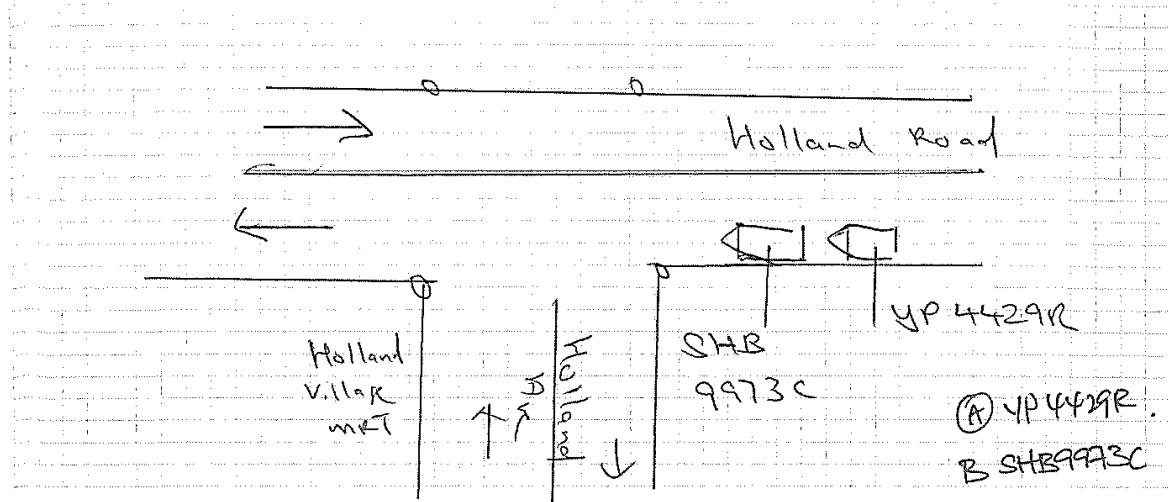 Holland Road
YP 4429R
SHB
9973C
Holland
Village
MRT
Holland
(A) YP4429R.
B SHB9973C